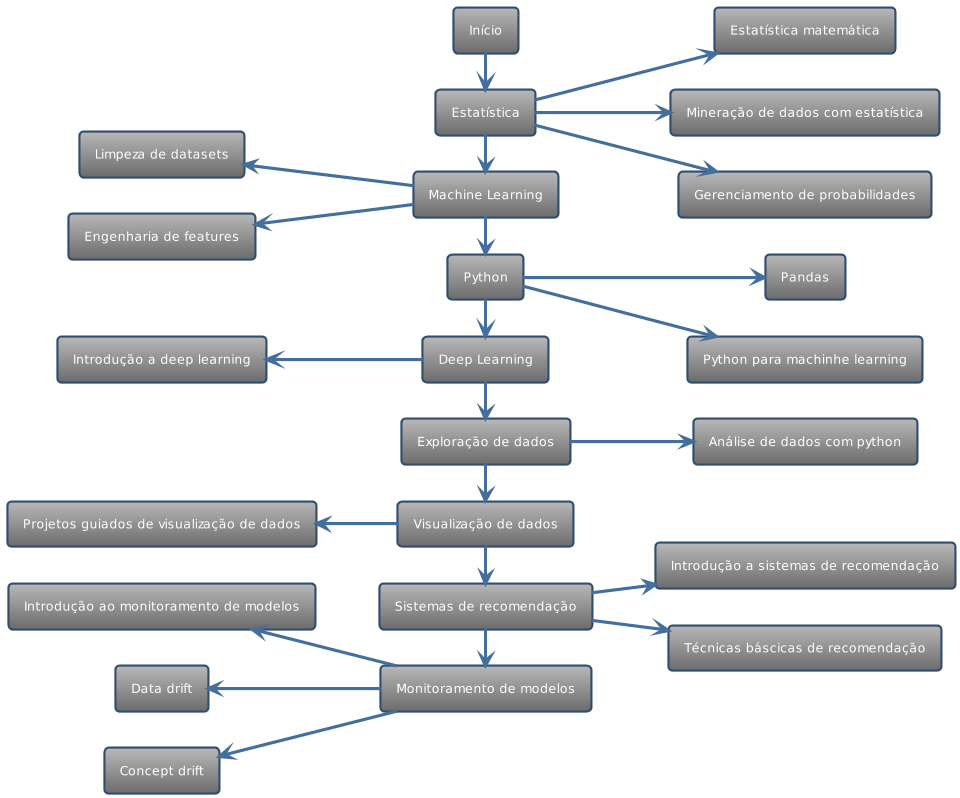 Início
Estatística matemática
Estatística
Mineração de dados com estatística
Limpeza de datasets
Machine Learning
Gerenciamento de probabilidades
Engenharia de features
Python
Pandas
Introdução a deep learning
Deep Learning
Python para machinhe learning
Exploração de dados
Análise de dados com python
Projetos guiados de visualização de dados
Visualização de dados
Introdução a sistemas de recomendação
Introdução ao monitoramento de modelos
Sistemas de recomendação
Técnicas báscicas de recomendação
Data drift
Monitoramento de modelos
Concept drift